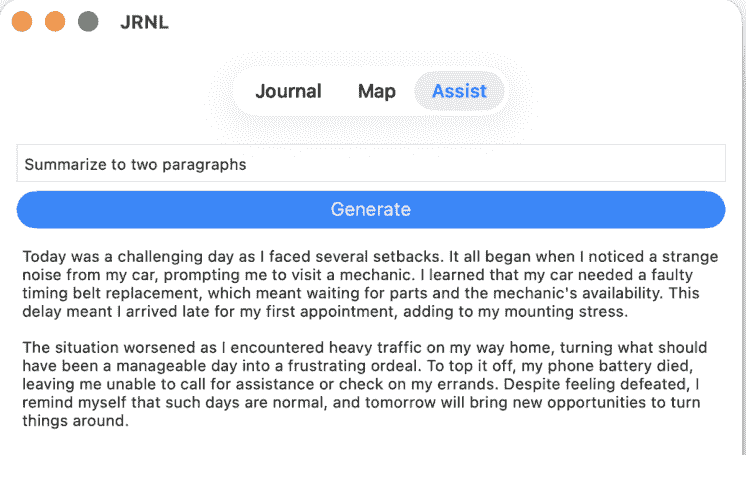 JRNL
Journal Map Assist
Summarize to two paragraphs
Generate
Today was a challenging day as I faced several setbacks. It all began when I noticed a strange
noise from my car, prompting me to visit a mechanic. I learned that my car needed a faulty
timing belt replacement, which meant waiting for parts and the mechanic's availability. This
delay meant I arrived late for my first appointment, adding to my mounting stress.
The situation worsened as I encountered heavy traffic on my way home, turning what should
have been a manageable day into a frustrating ordeal. To top it off, my phone battery died,
leaving me unable to call for assistance or check on my errands. Despite feeling defeated, I
remind myself that such days are normal, and tomorrow will bring new opportunities to turn
things around.